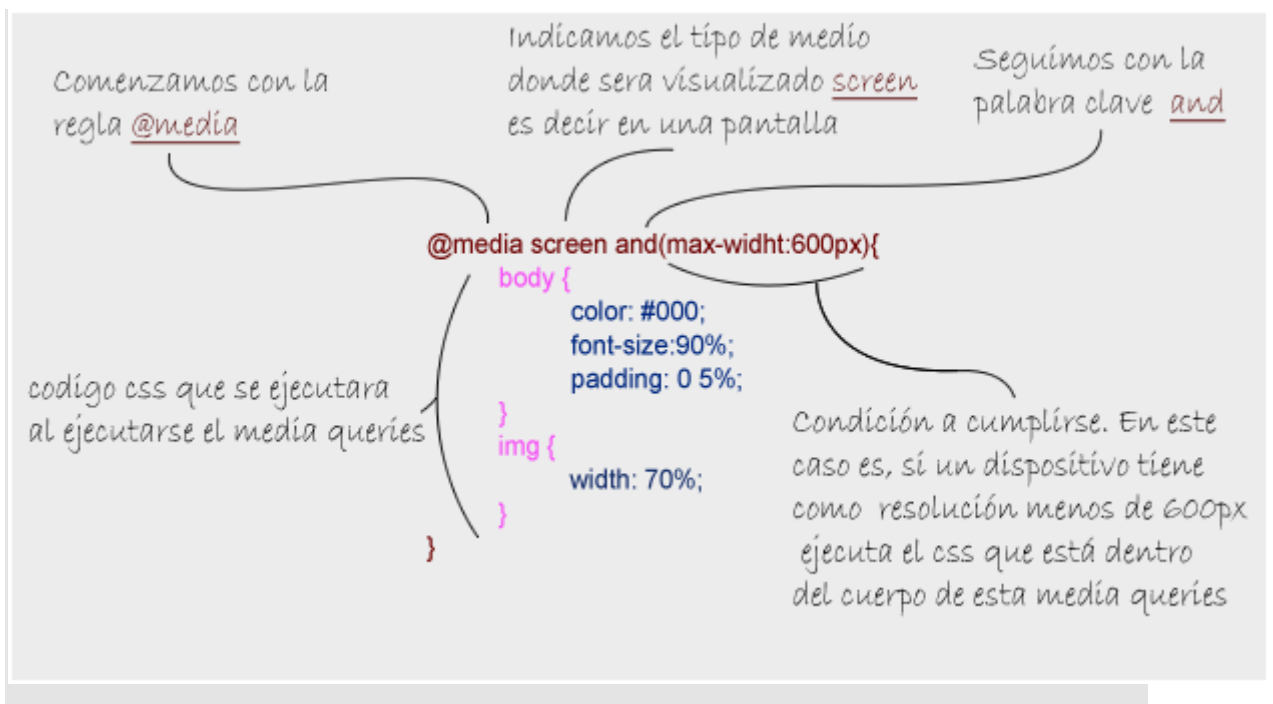 Comenzamos con la
regla @media
Indicamos el tipo de medio
donde sera visualizado screen
es decir en una pantalla
Seguimos con la
palabra clave and
@media screen and(max-widht:600px){
body {
color: #000;
font-size:90%;
padding: 0 5%;
}
img {
width: 70%;
}
}
codigo css que se ejecutara
al ejecutarse el media queries
Condición a cumplirse. En este
caso es, si un dispositivo tiene
como resolución menos de 600px
ejecuta el css que está dentro
del cuerpo de esta media queries